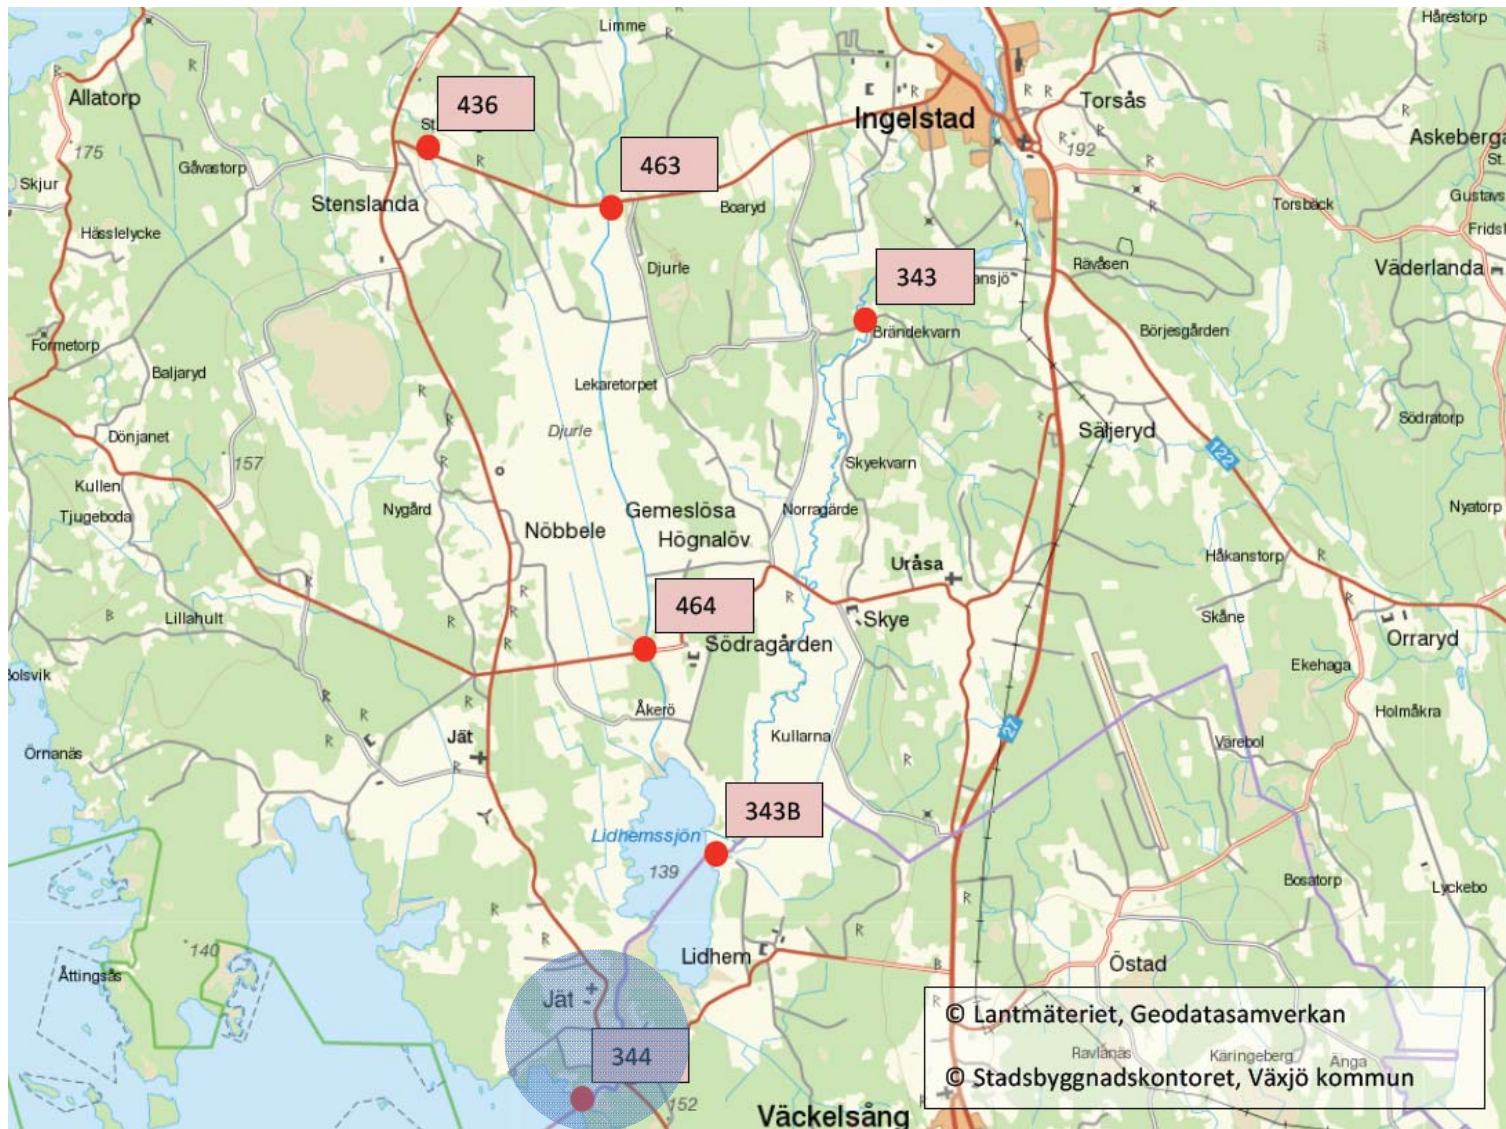 Limme
Hårestorp
Allatorp
436
St.
Ingelstad
Torsås
175
192
Askeberga
St.
Skjur
Gåvastorp
463
Stenslanda
Boaryd
Torsbäck
Gustavs
Fridsl
Hässlelycke
Djurle
343
ansjö
Rävåsen
Väderlanda
Formetorp
Brändekvarn
Börjesgården
Baljaryd
Lekaretorpet
Dönjanet
Djurle
Säljeryd
Södratorp
157
Skyekvarn
122
Kullen
Tjugeboda
Nygård
Nöbbele
Gemeslösa
Högnalöv
Norragärde
Nyatorp
Uråsa
Håkanstorp
464
Lillahult
Skye
Skåne
Orraryd
Södragården
Ekehaga
Bolsvik
Åkerö
Holmåkra
Örnanäs
Jät
Kullarna
27
Värebol
343B
Lidhemssjön
139
Bosatorp
Lyckebo
140
Lidhem
Åttingsås
Östad
Jät
© Lantmäteriet, Geodatasamverkan
344
Ravlanäs
Käringeberg
Änga
© Stadsbyggnadskontoret, Växjö kommun
152
Väckelsång